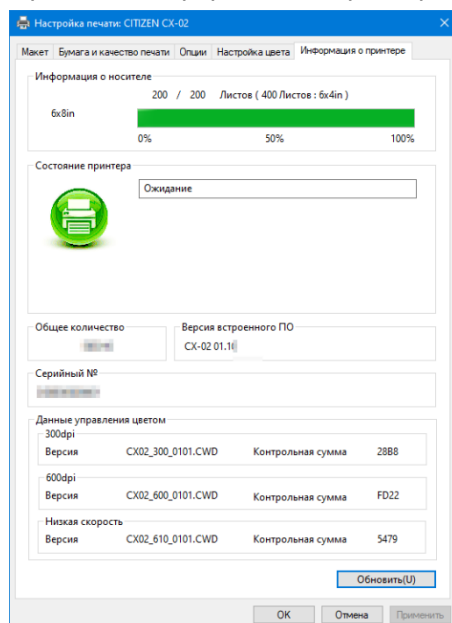 Настройка печати: CITIZEN CX-02
Макет Бумага и качество печати Опции Настройка цвета Информация о принтере
Информация о носителе
200 / 200 Листов ( 400 Листов : 6x4in )
6x8in
0% 50% 100%
Состояние принтера
Ожидание
Общее количество Версия встроенного ПО
CX-02
Серийный №
Данные управления цветом
300dpi
Версия CX02_300_0101.CWD Контрольная сумма 28B8
600dpi
Версия CX02_600_0101.CWD Контрольная сумма FD22
Низкая скорость
Версия CX02_610_0101.CWD Контрольная сумма 5479
Обновить(U)
OK Отмена Применить